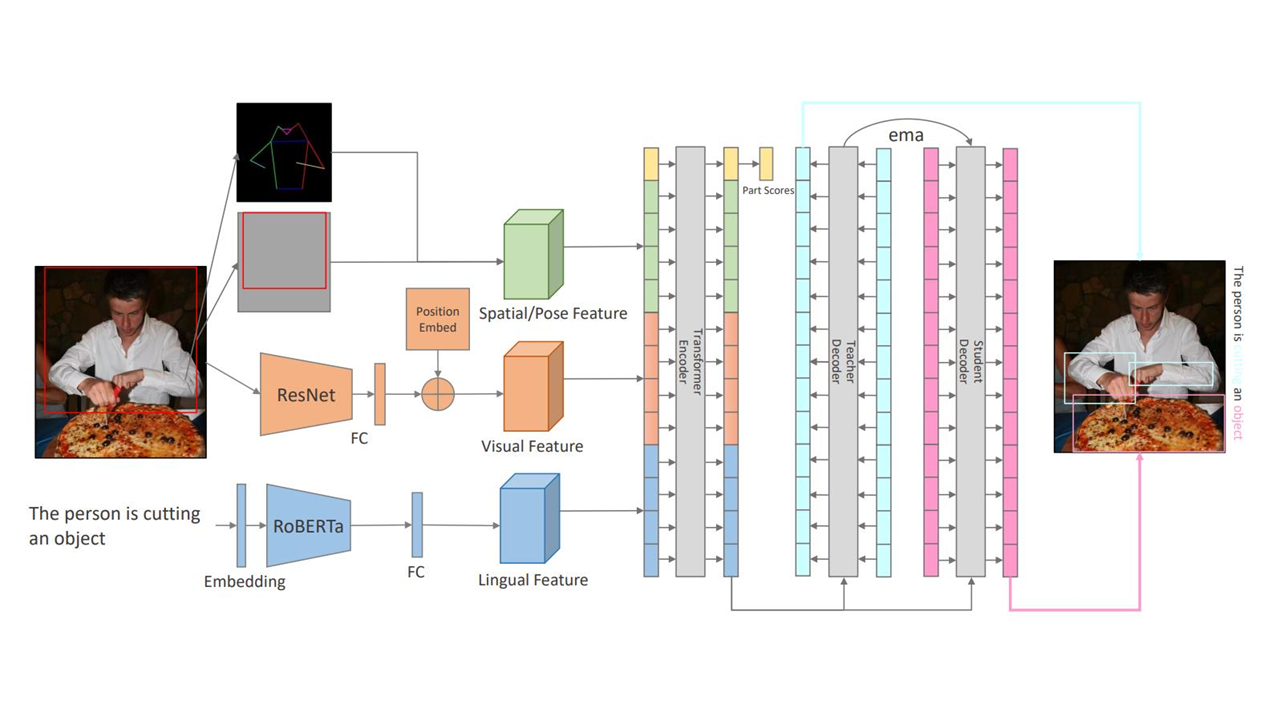 ema
Part Scores
Position
Embed
Spatial/Pose Feature
ResNet
FC
Visual Feature
The person is cutting
an object
Embedding
RoBERTa
FC
Lingual Feature
Transformer
Encoder
Teacher
Decoder
Student
Decoder
The person is cutting an object